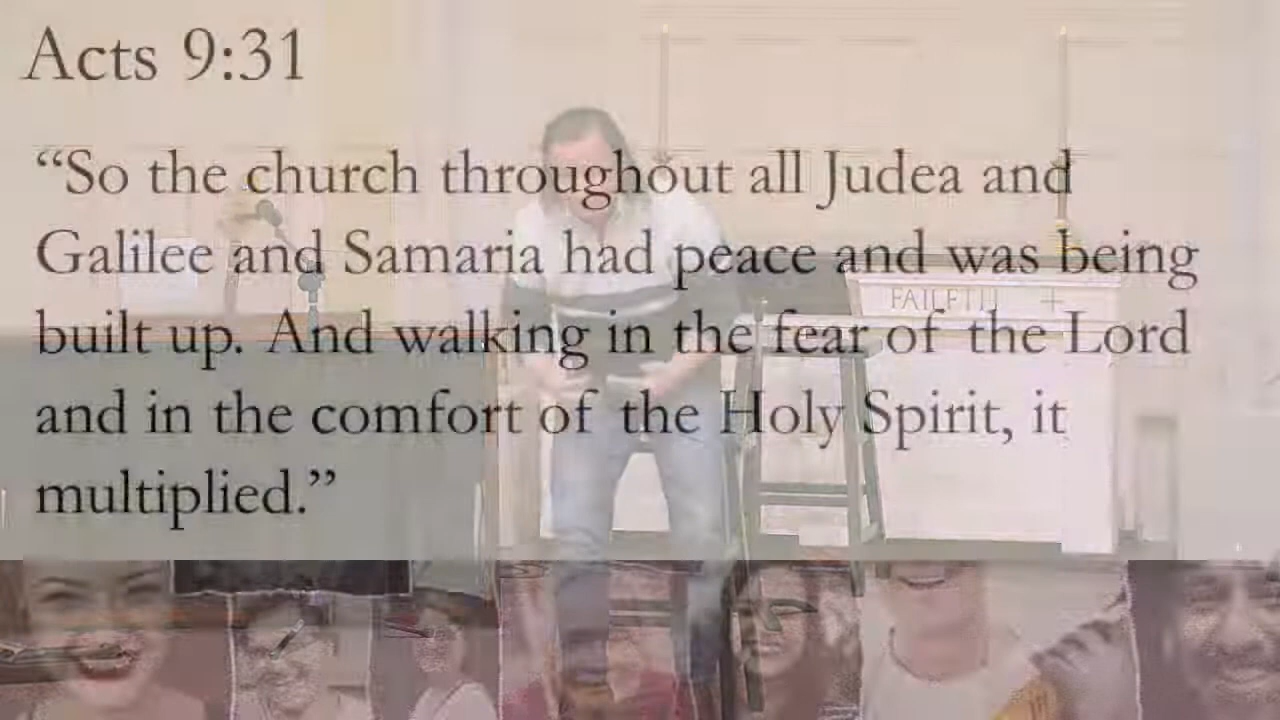 Acts 9:31
“So the church throughout all Judea and
Galilee and Samaria had peace and was being
built up. And walking in the fear of the Lord
and in the comfort of the Holy Spirit, it
multiplied.”